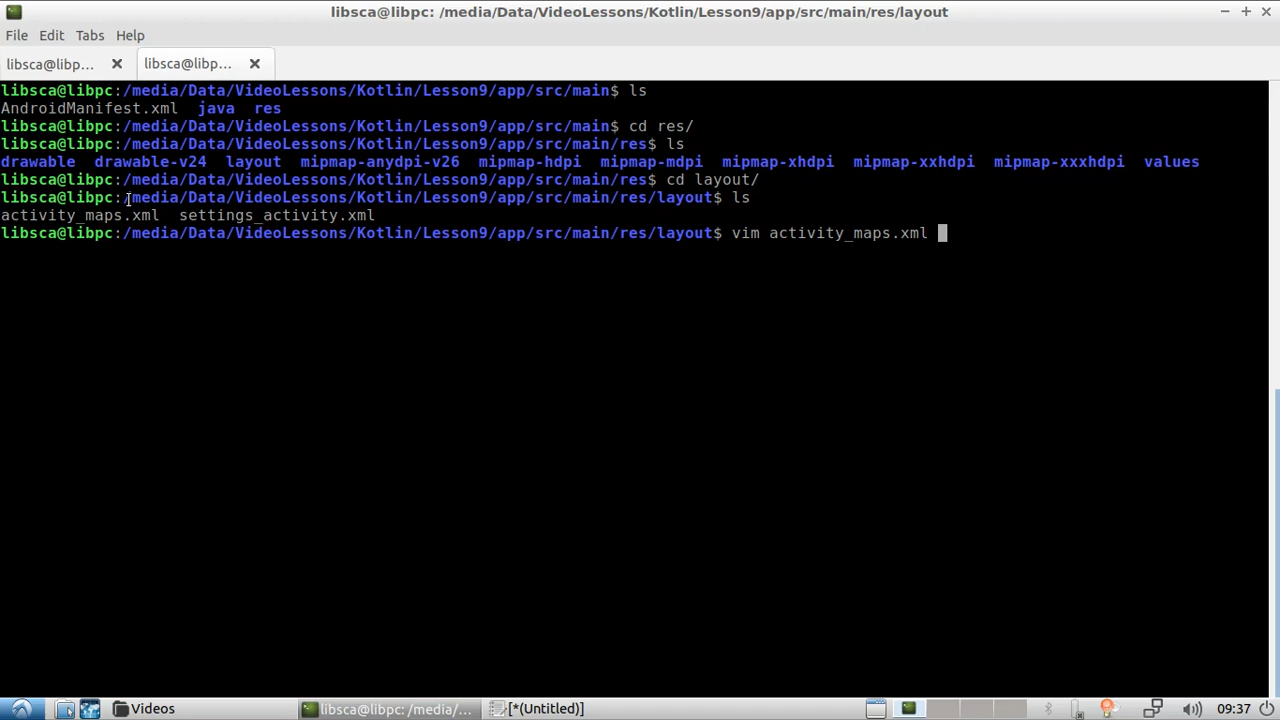 libsca@libpc: /media/Data/VideoLessons/Kotlin/Lesson9/app/src/main/res/layout
File Edit Tabs Help
libsca@libp... libsca@libp...
libsca@libpc:/media/Data/VideoLessons/Kotlin/Lesson9/app/src/main$ ls
AndroidManifest.xml  java  res
libsca@libpc:/media/Data/VideoLessons/Kotlin/Lesson9/app/src/main$ cd res/
libsca@libpc:/media/Data/VideoLessons/Kotlin/Lesson9/app/src/main/res$ ls
drawable  drawable-v24  layout  mipmap-anydpi-v26  mipmap-hdpi  mipmap-mdpi  mipmap-xhdpi  mipmap-xxhdpi  mipmap-xxxhdpi  values
libsca@libpc:/media/Data/VideoLessons/Kotlin/Lesson9/app/src/main/res$ cd layout/
libsca@libpc:/media/Data/VideoLessons/Kotlin/Lesson9/app/src/main/res/layout$ ls
activity_maps.xml  settings_activity.xml
libsca@libpc:/media/Data/VideoLessons/Kotlin/Lesson9/app/src/main/res/layout$ vim activity_maps.xml
Videos libsca@libpc: /media/... [*(Untitled)] 09:37